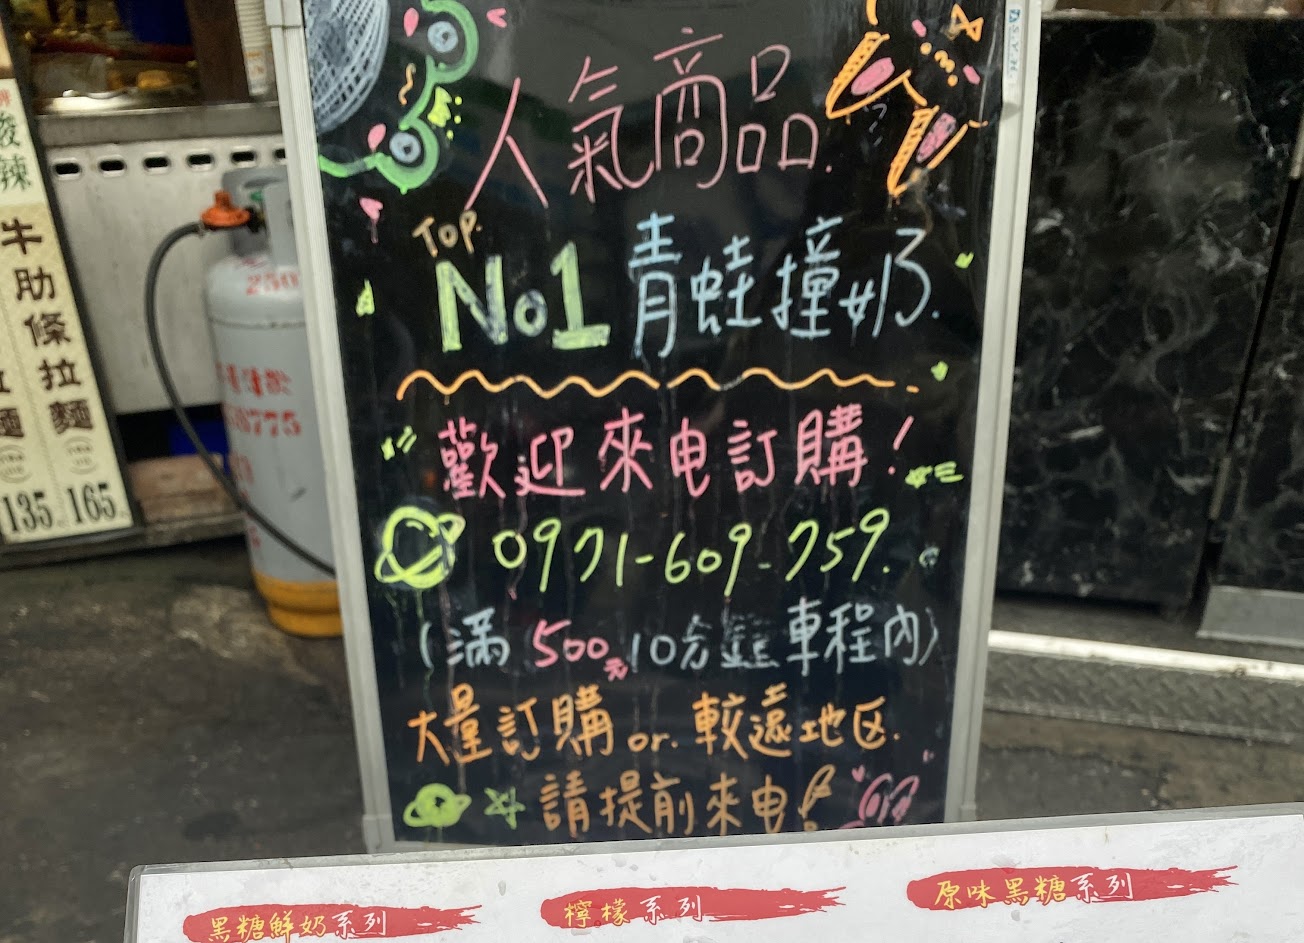 人氣商品.
TOP.
No1 青蛙撞奶.
歡迎來电訂購!
0971-609-759.
(滿500元10分鐘車程內)
大量訂購 or. 較遠地区.
請提前來电!
酸辣
牛肋條拉麵
135
165
250
黑糖鮮奶系列
檸檬系列
原味黑糖系列